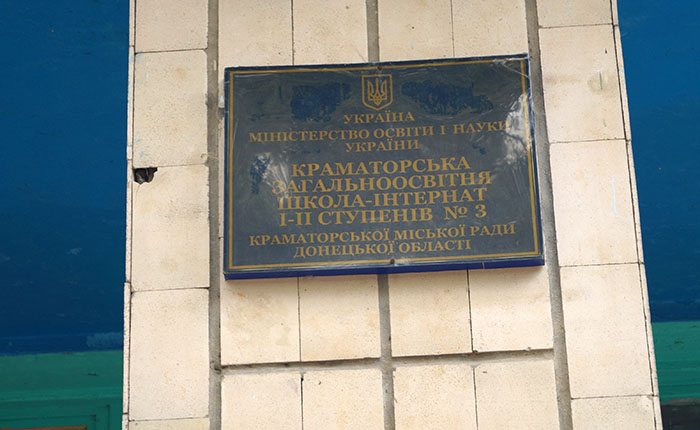 УКРАЇНА
МІНІСТЕРСТВО ОСВІТИ І НАУКИ
УКРАЇНИ
КРАМАТОРСЬКА
ЗАГАЛЬНООСВІТНЯ
ШКОЛА-ІНТЕРНАТ
І-ІІ СТУПЕНІВ № 3
КРАМАТОРСЬКОЇ МІСЬКОЇ РАДИ
ДОНЕЦЬКОЇ ОБЛАСТІ